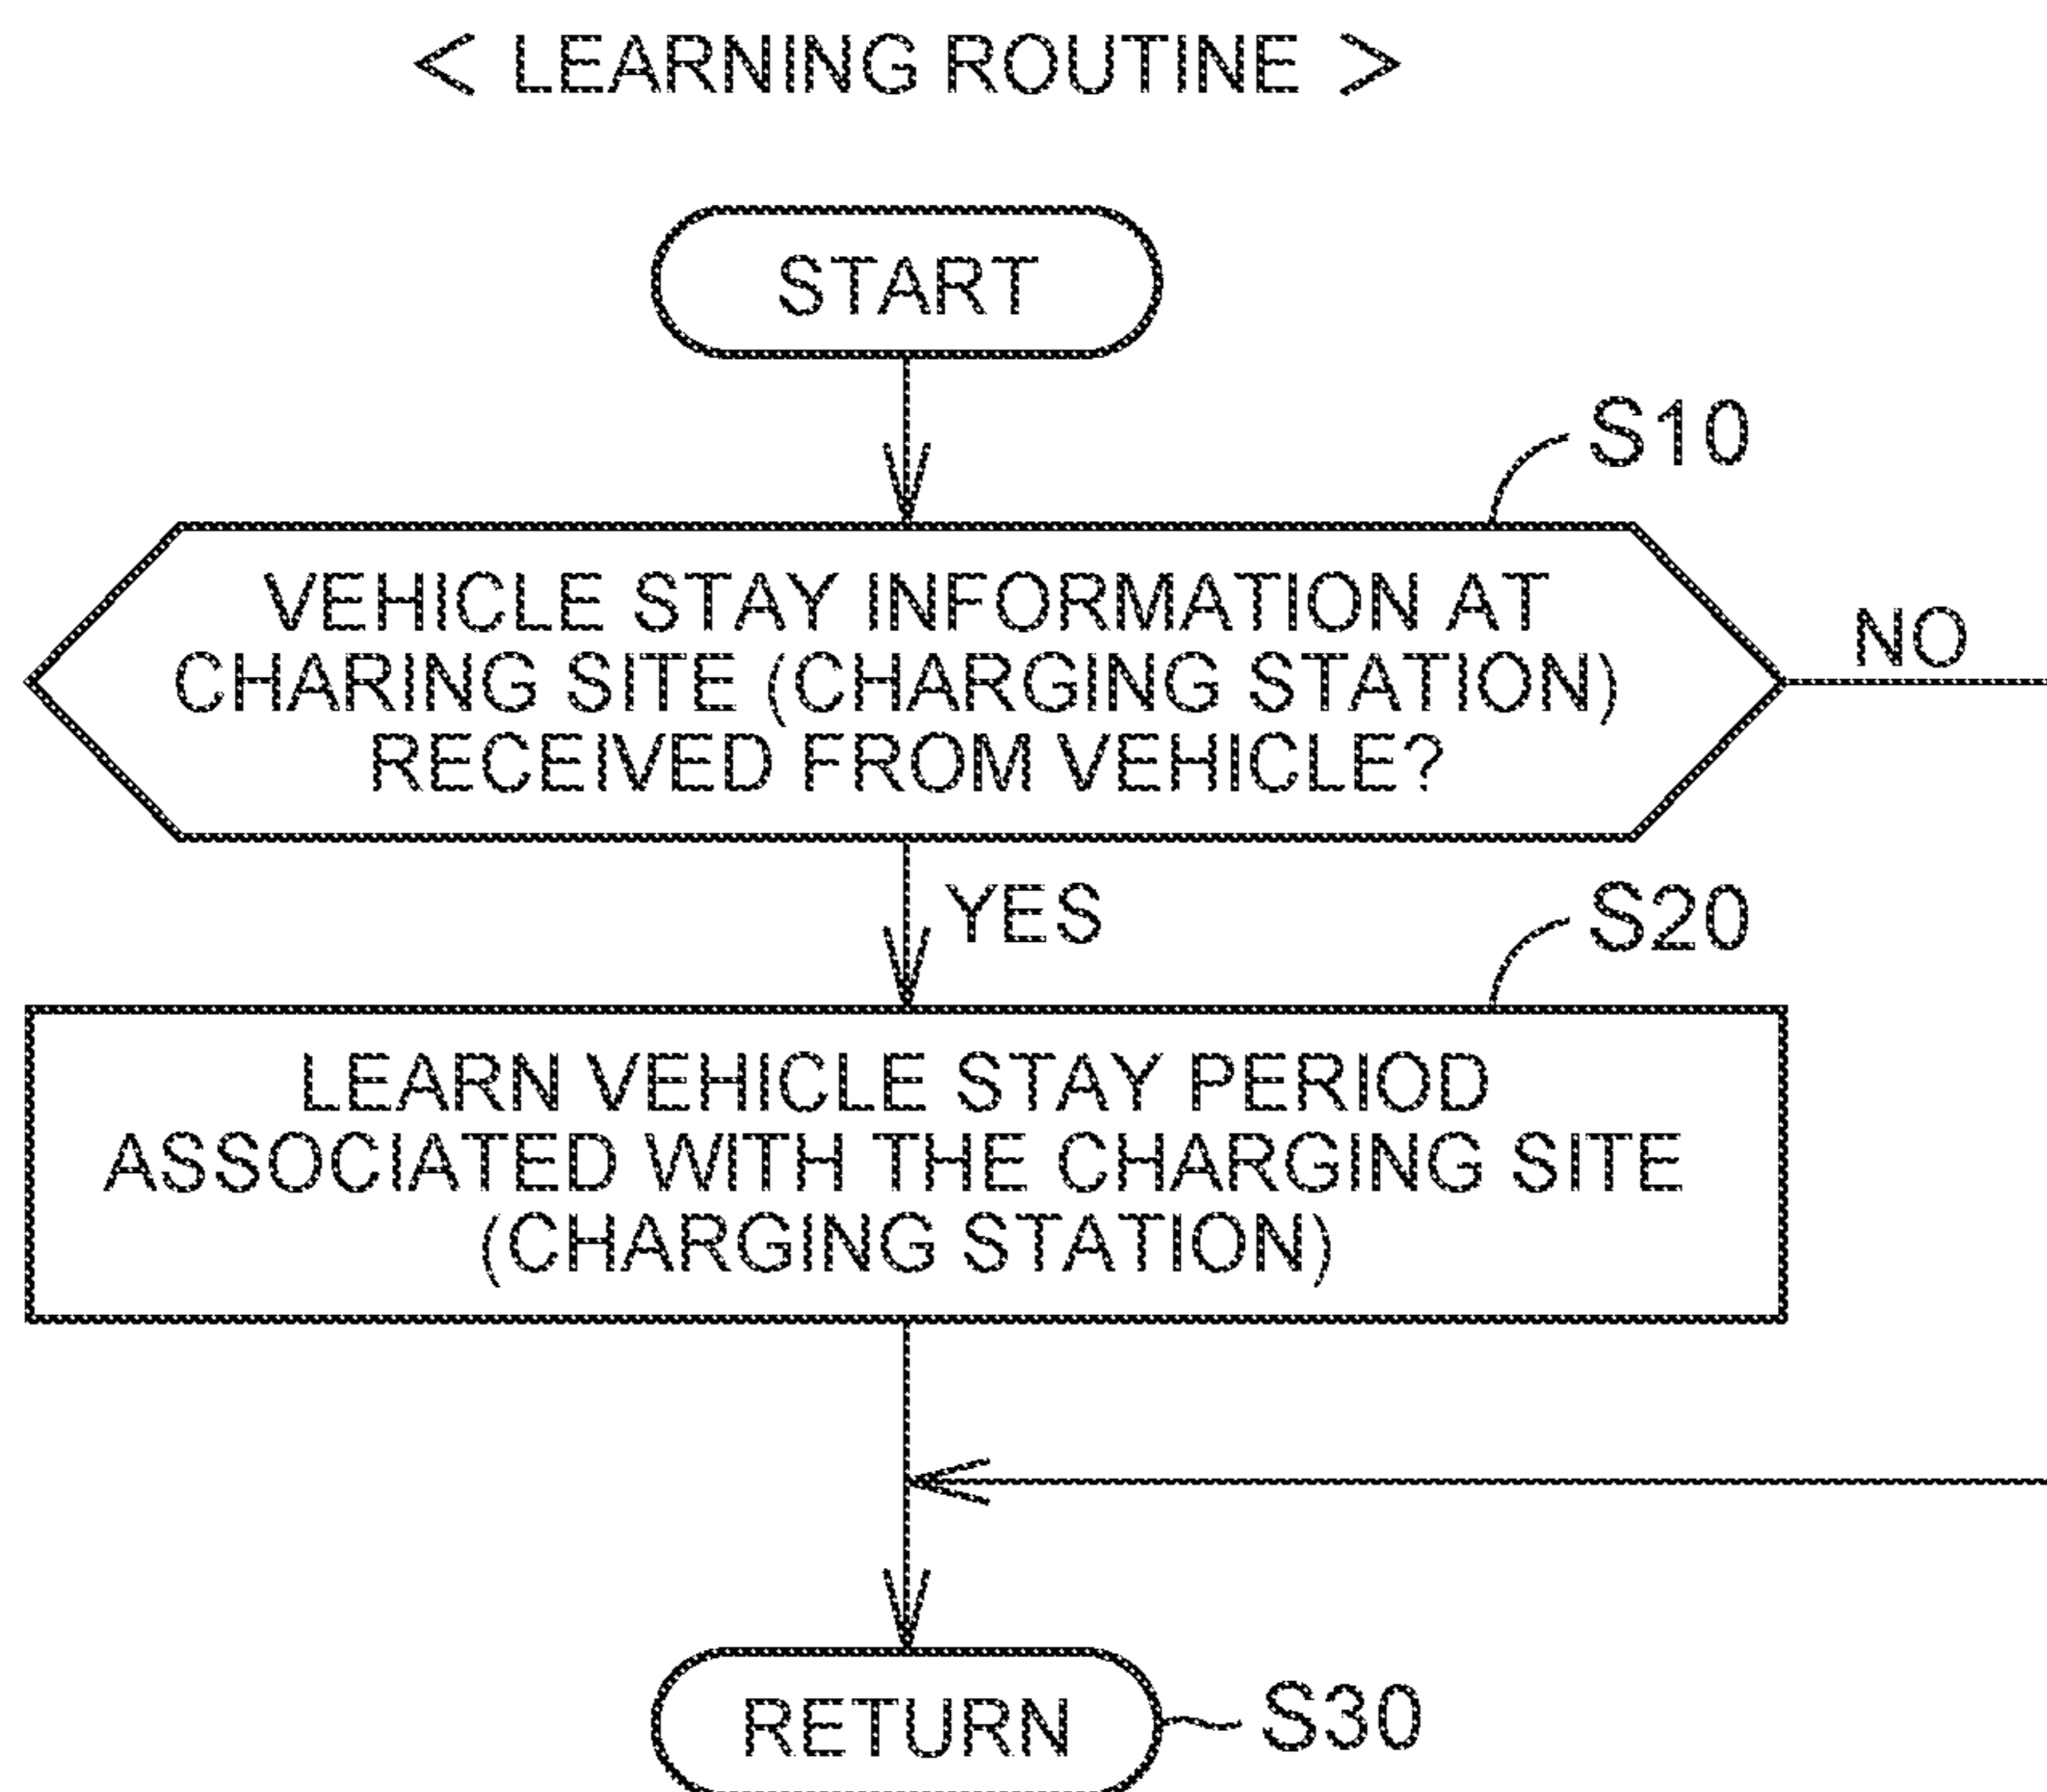 < LEARNING ROUTINE >
START
S10
VEHICLE STAY INFORMATION AT
CHARING SITE (CHARGING STATION)
RECEIVED FROM VEHICLE?
NO
YES
S20
LEARN VEHICLE STAY PERIOD
ASSOCIATED WITH THE CHARGING SITE
(CHARGING STATION)
RETURN
S30